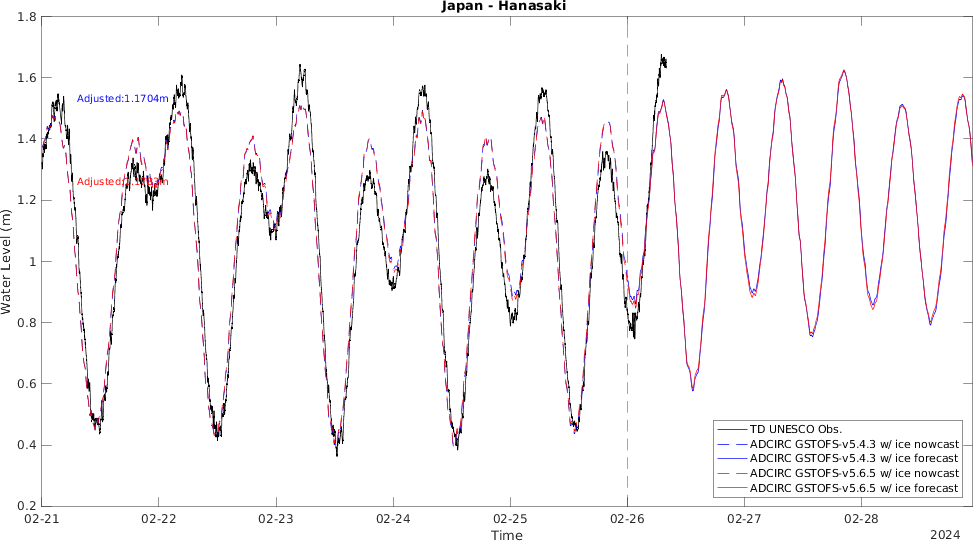 Japan - Hanasaki
1.8
1.6
1.4
1.2
1
0.8
0.6
0.4
0.2
Water Level (m)
Adjusted:1.1704m
02-21
02-22
02-23
02-24
02-25
02-26
02-27
02-28
Time
2024
TD UNESCO Obs.
ADCIRC GSTOFS-v5.4.3 w/ ice nowcast
ADCIRC GSTOFS-v5.4.3 w/ ice forecast
ADCIRC GSTOFS-v5.6.5 w/ ice nowcast
ADCIRC GSTOFS-v5.6.5 w/ ice forecast